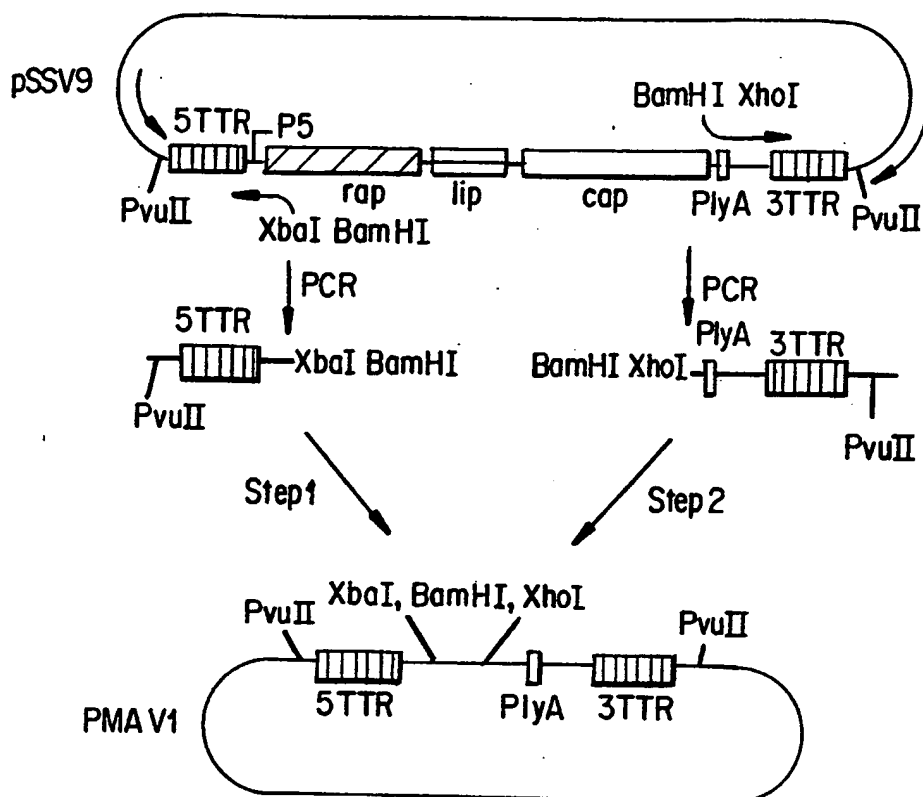 pSSV9
BamHI XhoI
5TTR
P5
PvuII
rap
lip
cap
PlyA
3TTR
PvuII
XbaI BamHI
PCR
PCR
5TTR
XbaI BamHI
PvuII
BamHI XhoI
PlyA
3TTR
PvuII
Step1
Step2
XbaI, BamHI, XhoI
PvuII
PvuII
5TTR
PlyA
3TTR
PMA V1